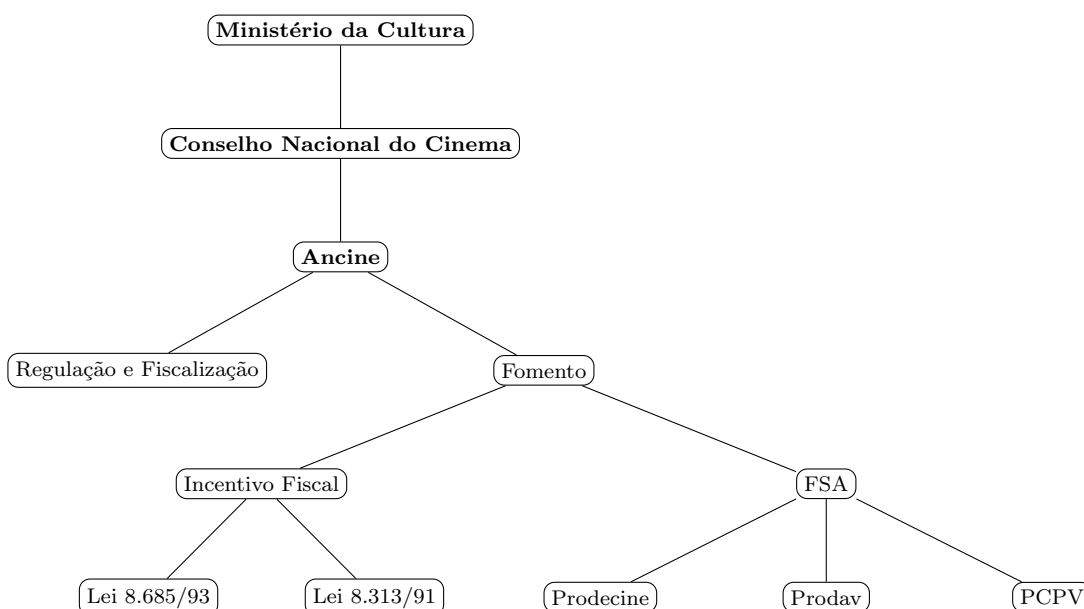 Ministério da Cultura
Conselho Nacional do Cinema
Ancine
Regulação e Fiscalização
Fomento
Incentivo Fiscal
FSA
Lei 8.685/93
Lei 8.313/91
Prodecine
Prodav
PCPV